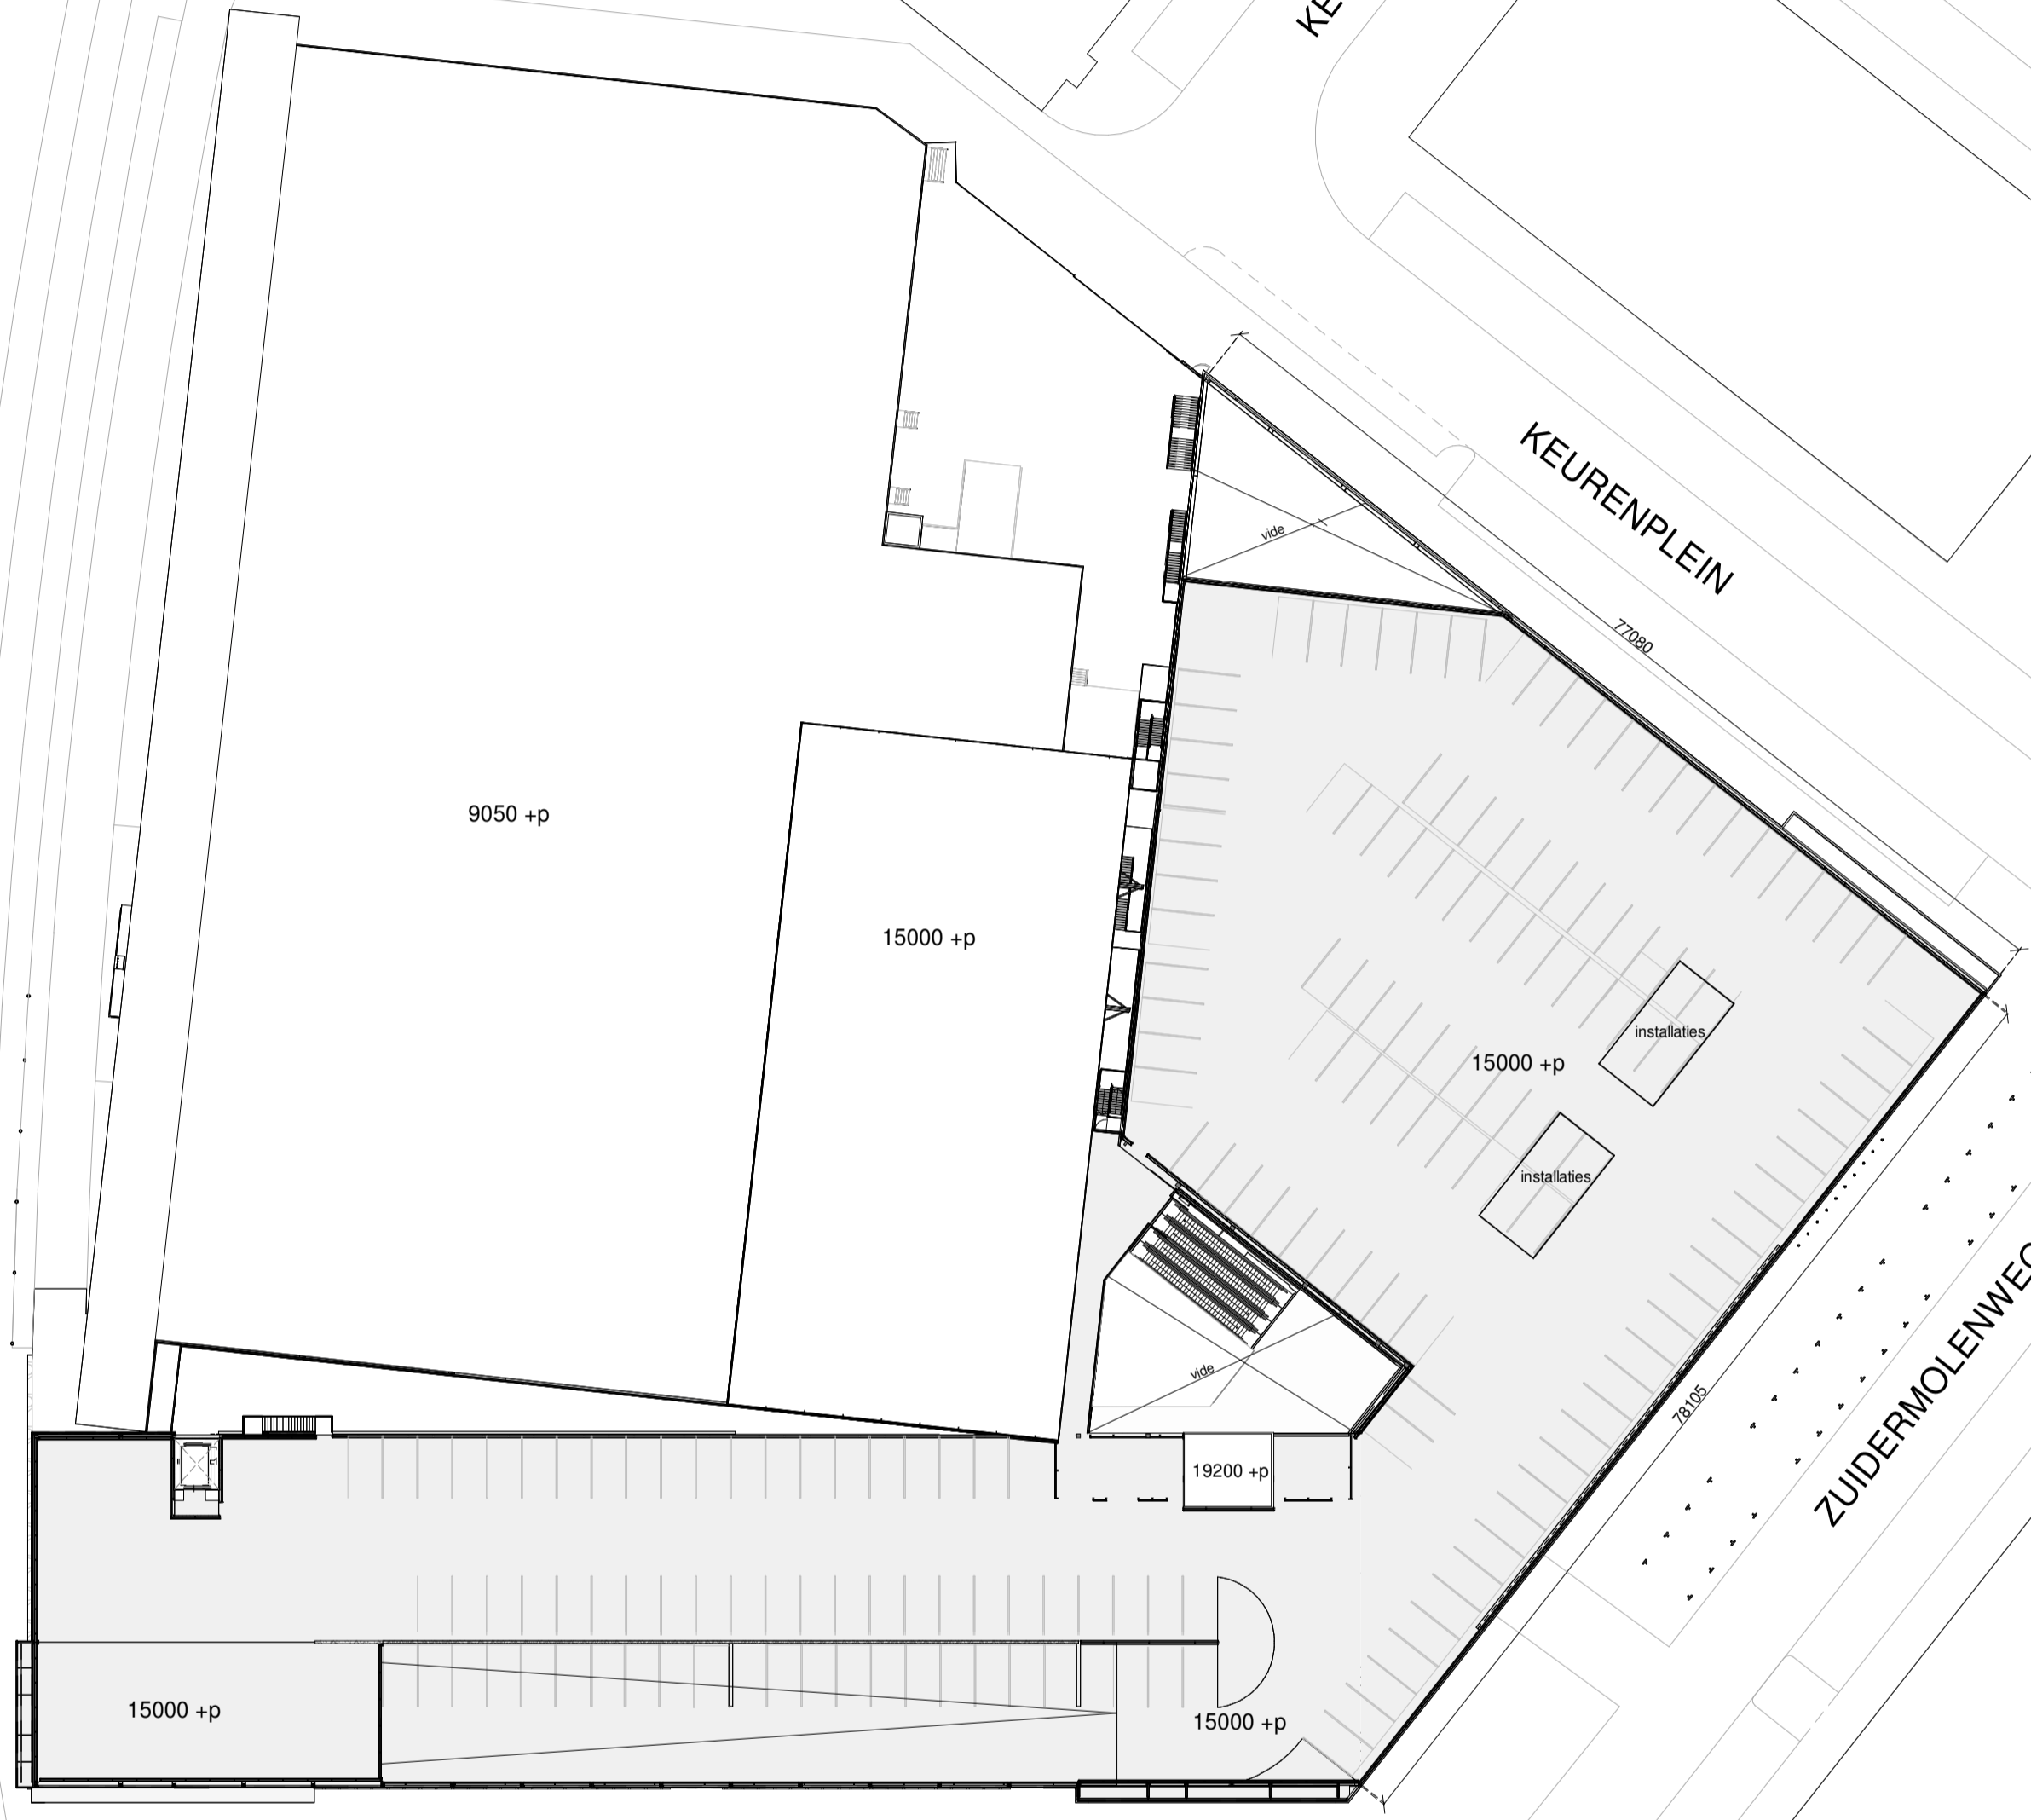 KE
KEURENPLEIN
vide
77080
9050 +p
15000 +p
installaties
15000 +p
installaties
vide
78105
ZUIDERMOLENWEG
19200 +p
15000 +p
15000 +p